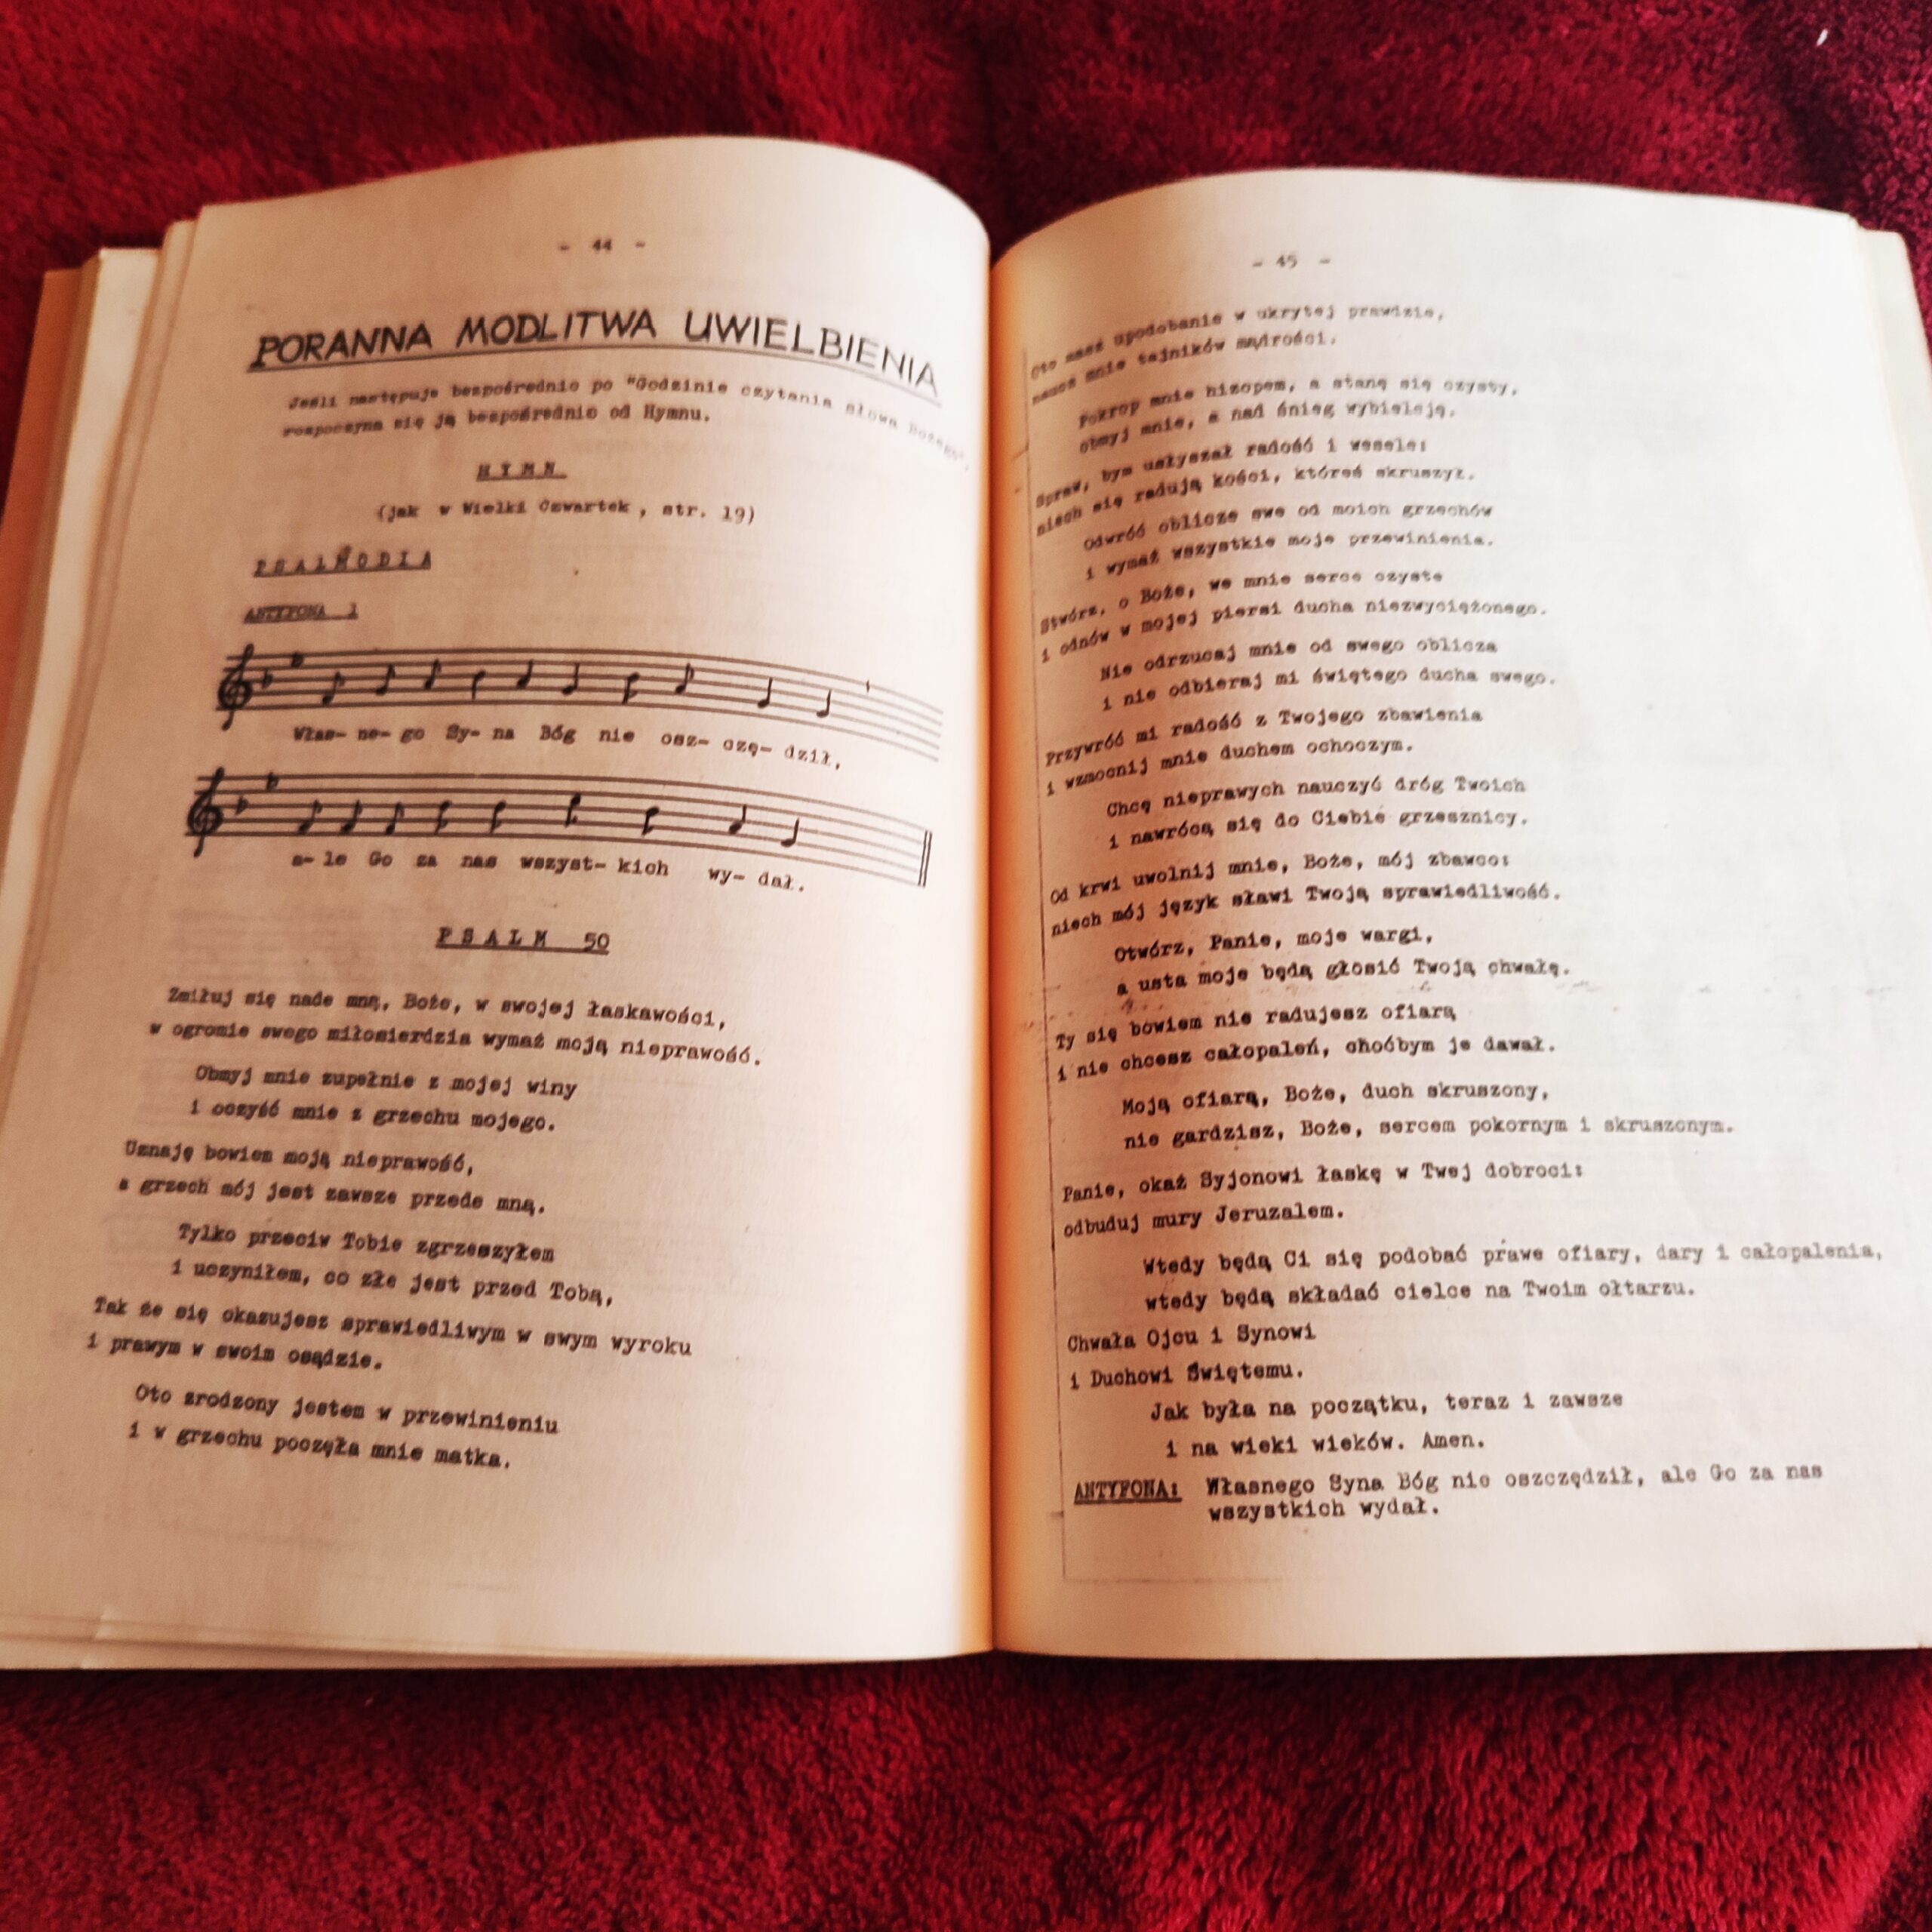 - 44 -
PORANNA MODLITWA UWIELBIENIA
Jeśli następuje bezpośrednio po "Godzinie czytania słowa Bożego",
rozpoczyna się ją bezpośrednio od Hymnu.
HYMN
(jak w Wielki Czwartek, str. 19)
PSALMODIA
ANTYFONA 1
Włas- ne- go Sy- na Bóg nie osz- czę- dził,
a- le Go za nas wszyst- kich wy- dał.
PSALM 50
Zmiłuj się nade mną, Boże, w swojej łaskawości,
w ogromie swego miłosierdzia wymaż moją nieprawość.
Obmyj mnie zupełnie z mojej winy
i oczyść mnie z grzechu mojego.
Uznaję bowiem moją nieprawość,
a grzech mój jest zawsze przede mną.
Tylko przeciw Tobie zgrzeszyłem
i uczyniłem, co złe jest przed Tobą,
Tak że się okazujesz sprawiedliwym w swym wyroku
i prawym w swoim osądzie.
Oto zrodzony jestem w przewinieniu
i w grzechu poczęła mnie matka.
- 45 -
Oto masz upodobanie w ukrytej prawdzie,
naucz mnie tajników mądrości.
Pokrop mnie hizopem, a stanę się czysty,
obmyj mnie, a nad śnieg wybieleję.
Spraw, bym usłyszał radość i wesele:
niech się radują kości, któreś skruszył.
Odwróć oblicze swe od moich grzechów
i wymaż wszystkie moje przewinienia.
Stwórz, o Boże, we mnie serce czyste
i odnów w mojej piersi ducha niezwyciężonego.
Nie odrzucaj mnie od swego oblicza
i nie odbieraj mi świętego ducha swego.
Przywróć mi radość z Twojego zbawienia
i wzmocnij mnie duchem ochoczym.
Chcę nieprawych nauczyć dróg Twoich
i nawrócą się do Ciebie grzesznicy.
Od krwi uwolnij mnie, Boże, mój zbawco:
niech mój język sławi Twoją sprawiedliwość.
Otwórz, Panie, moje wargi,
a usta moje będą głosić Twoją chwałę.
Ty się bowiem nie radujesz ofiarą
i nie chcesz całopaleń, choćbym je dawał.
Moją ofiarą, Boże, duch skruszony,
nie gardzisz, Boże, sercem pokornym i skruszonym.
Panie, okaż Syjonowi łaskę w Twej dobroci:
odbuduj mury Jeruzalem.
Wtedy będą Ci się podobać prawe ofiary, dary i całopalenia,
wtedy będą składać cielce na Twoim ołtarzu.
Chwała Ojcu i Synowi
i Duchowi Świętemu.
Jak była na początku, teraz i zawsze
i na wieki wieków. Amen.
ANTYFONA: Własnego Syna Bóg nie oszczędził, ale Go za nas
wszystkich wydał.